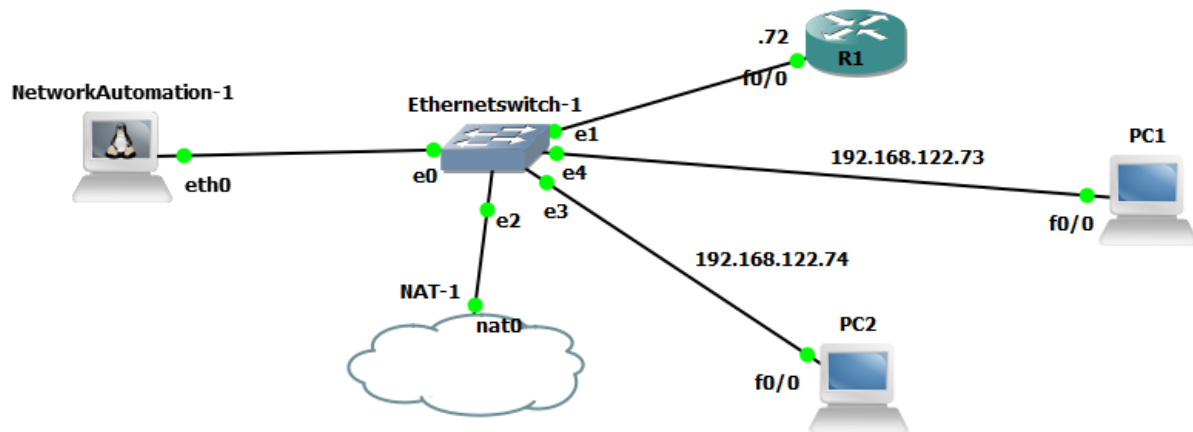 .72
R1
f0/0
NetworkAutomation-1
Ethernetswitch-1
e1
192.168.122.73
PC1
e0
e4
eth0
e3
f0/0
e2
192.168.122.74
NAT-1
nat0
PC2
f0/0